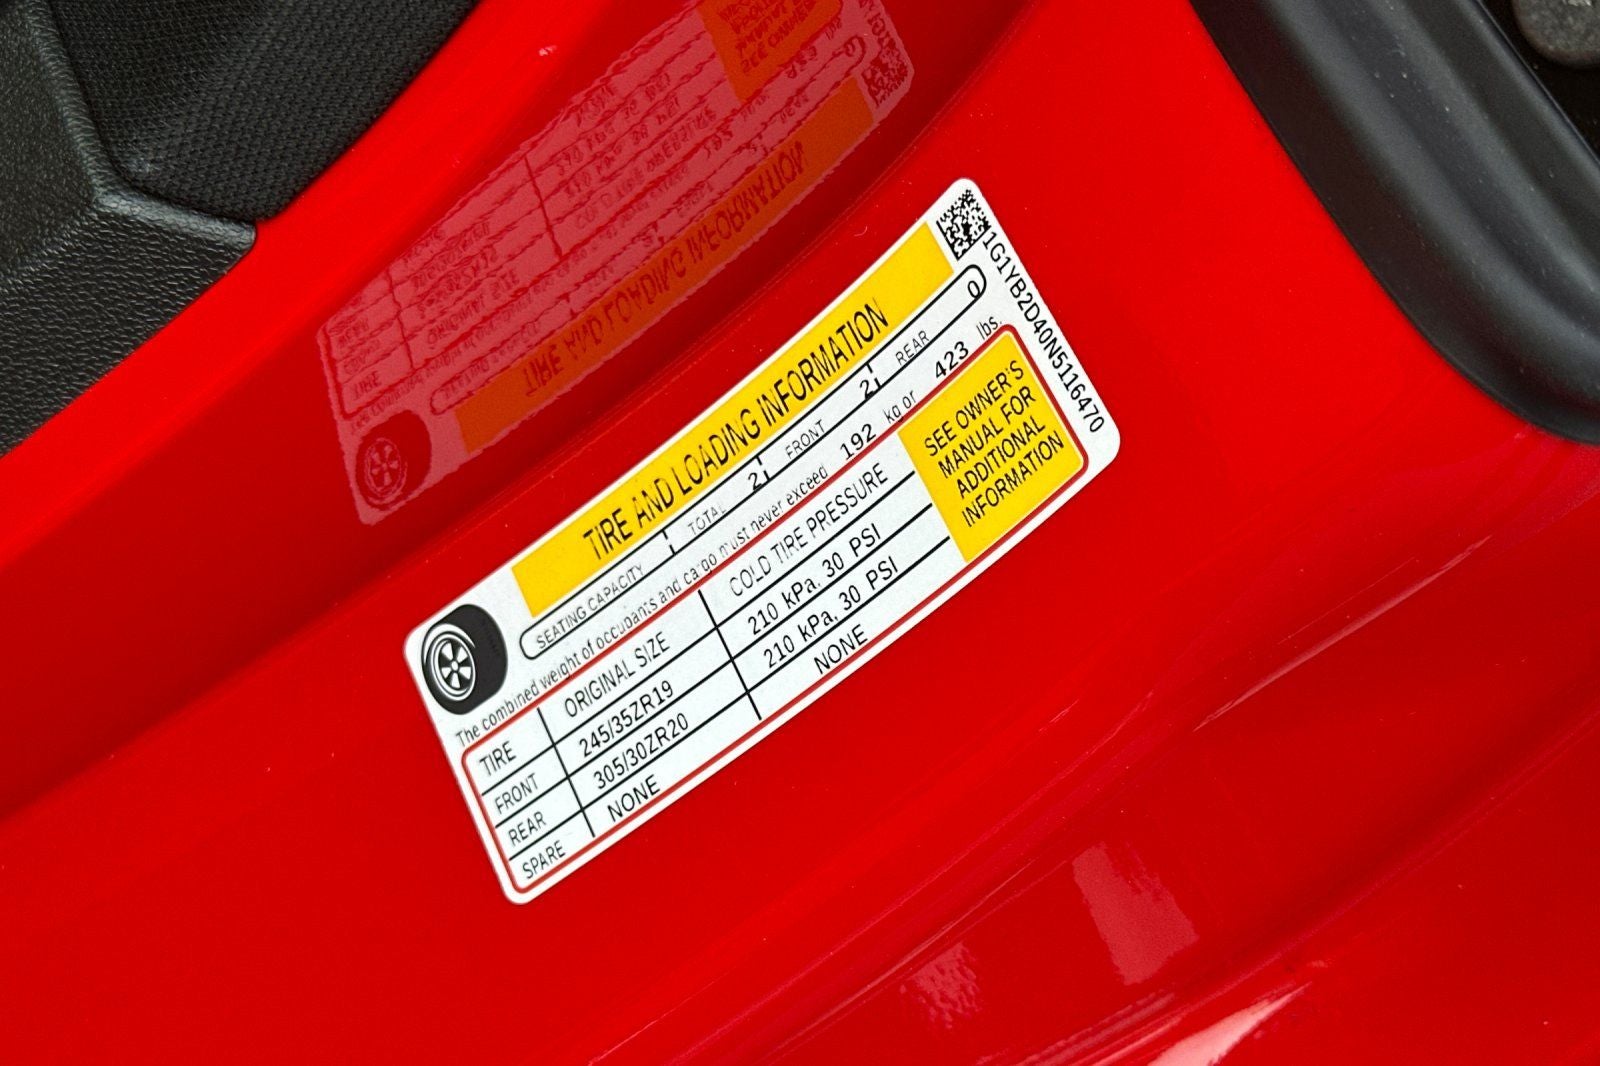 TIRE AND LOADING INFORMATION
SEATING CAPACITY TOTAL 2 FRONT 2 REAR 0
The combined weight of occupants and cargo must never exceed 192 kg or 423 lbs.
TIRE ORIGINAL SIZE COLD TIRE PRESSURE
FRONT 245/35ZR19 210 kPa, 30 PSI
REAR 305/30ZR20 210 kPa, 30 PSI
SPARE NONE NONE
SEE OWNER'S
MANUAL FOR
ADDITIONAL
INFORMATION
1G1YB2D40N5116470